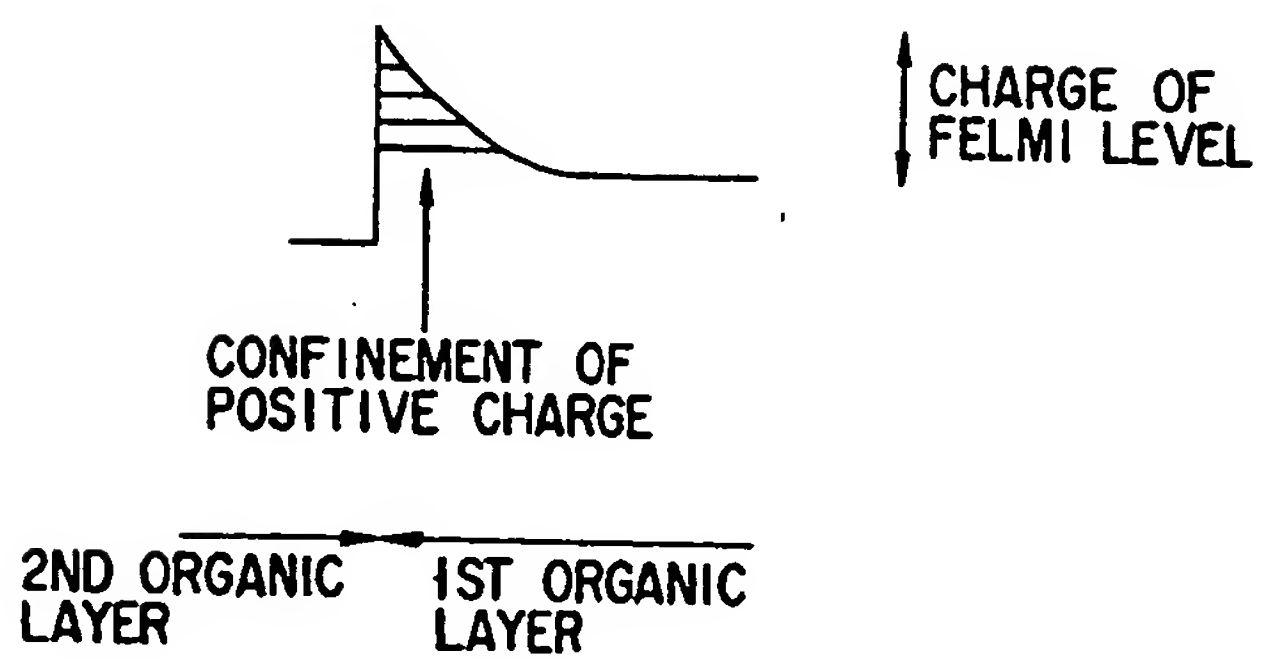 CHARGE OF
FELMI LEVEL
CONFINEMENT OF
POSITIVE CHARGE
2ND ORGANIC
LAYER
1ST ORGANIC
LAYER